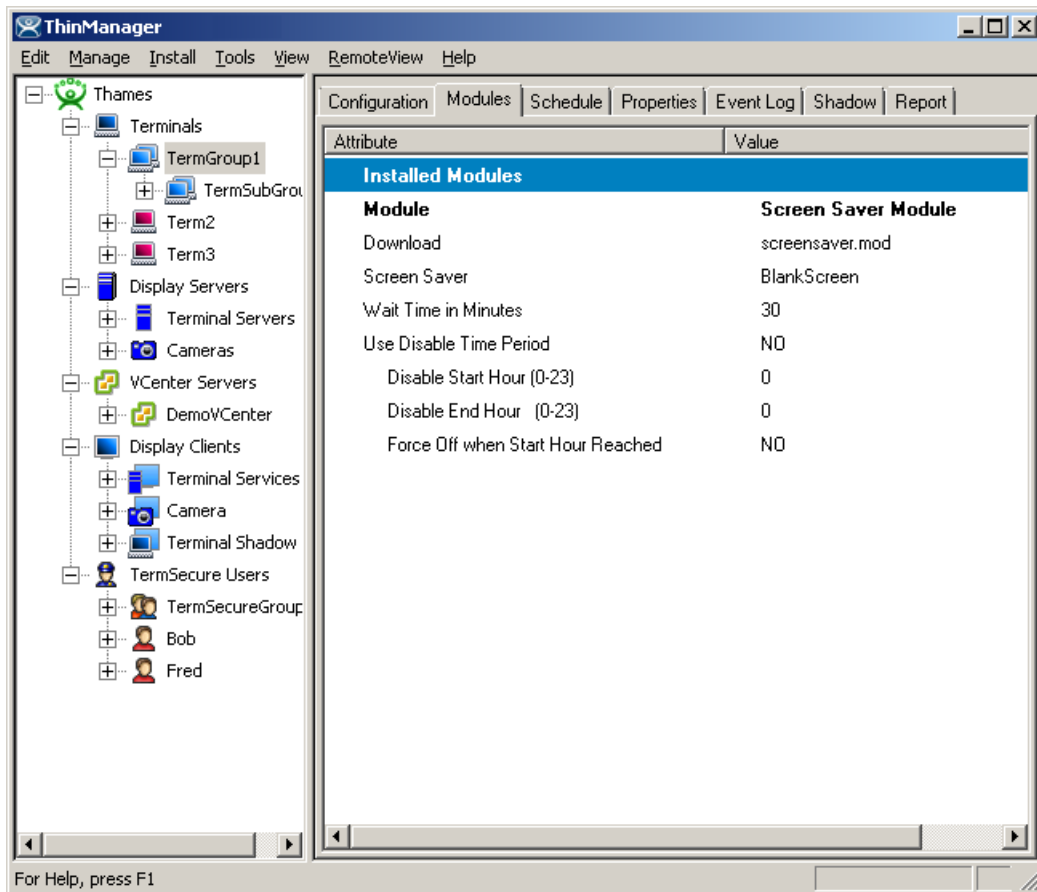 ThinManager
Edit Manage Install Tools View RemoteView Help
Thames
Terminals
TermGroup1
TermSubGrou
Term2
Term3
Display Servers
Terminal Servers
Cameras
VCenter Servers
DemoVCenter
Display Clients
Terminal Services
Camera
Terminal Shadow
TermSecure Users
TermSecureGroup
Bob
Fred
Configuration Modules Schedule Properties Event Log Shadow Report
Attribute Value
Installed Modules
Module Screen Saver Module
Download screensaver.mod
Screen Saver BlankScreen
Wait Time in Minutes 30
Use Disable Time Period NO
Disable Start Hour (0-23) 0
Disable End Hour (0-23) 0
Force Off when Start Hour Reached NO
For Help, press F1